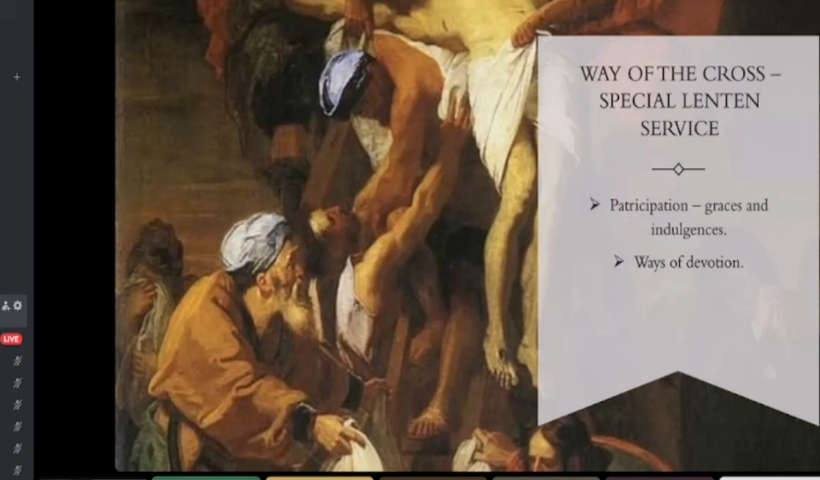 LIVE
WAY OF THE CROSS –
SPECIAL LENTEN
SERVICE
Patricipation – graces and
indulgences.
Ways of devotion.